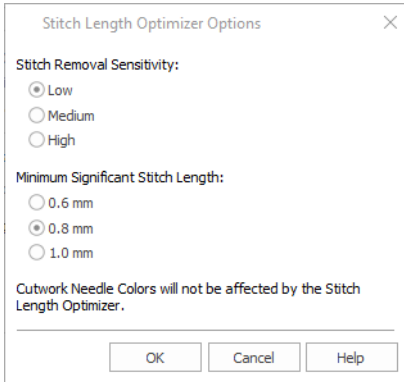 Stitch Length Optimizer Options
Stitch Removal Sensitivity:
Low
Medium
High
Minimum Significant Stitch Length:
0.6 mm
0.8 mm
1.0 mm
Cutwork Needle Colors will not be affected by the Stitch
Length Optimizer.
OK Cancel Help